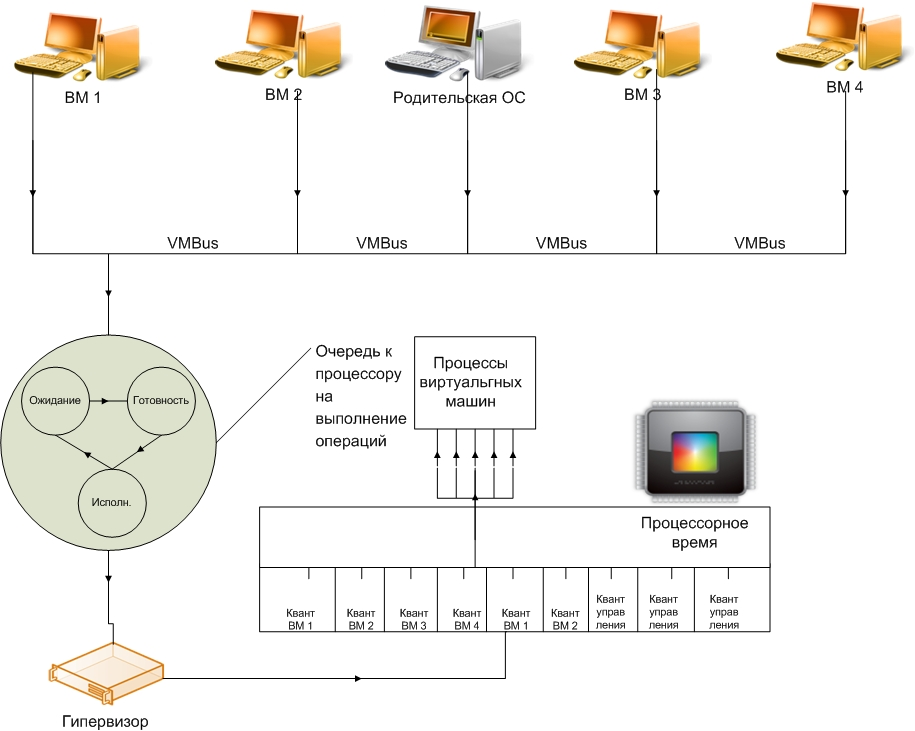 ВМ 1
ВМ 2
Родительская ОС
ВМ 3
ВМ 4
VMBus
VMBus
VMBus
VMBus
Ожидание
Готовность
Исполн.
Очередь к
процессору
на
выполнение
операций
Процессы
виртуальгных
машин
Процессорное
время
Квант
ВМ 1
Квант
ВМ 2
Квант
ВМ 3
Квант
ВМ 4
Квант
ВМ 1
Квант
ВМ 2
Квант
управ
ления
Квант
управ
ления
Квант
управ
ления
Гипервизор